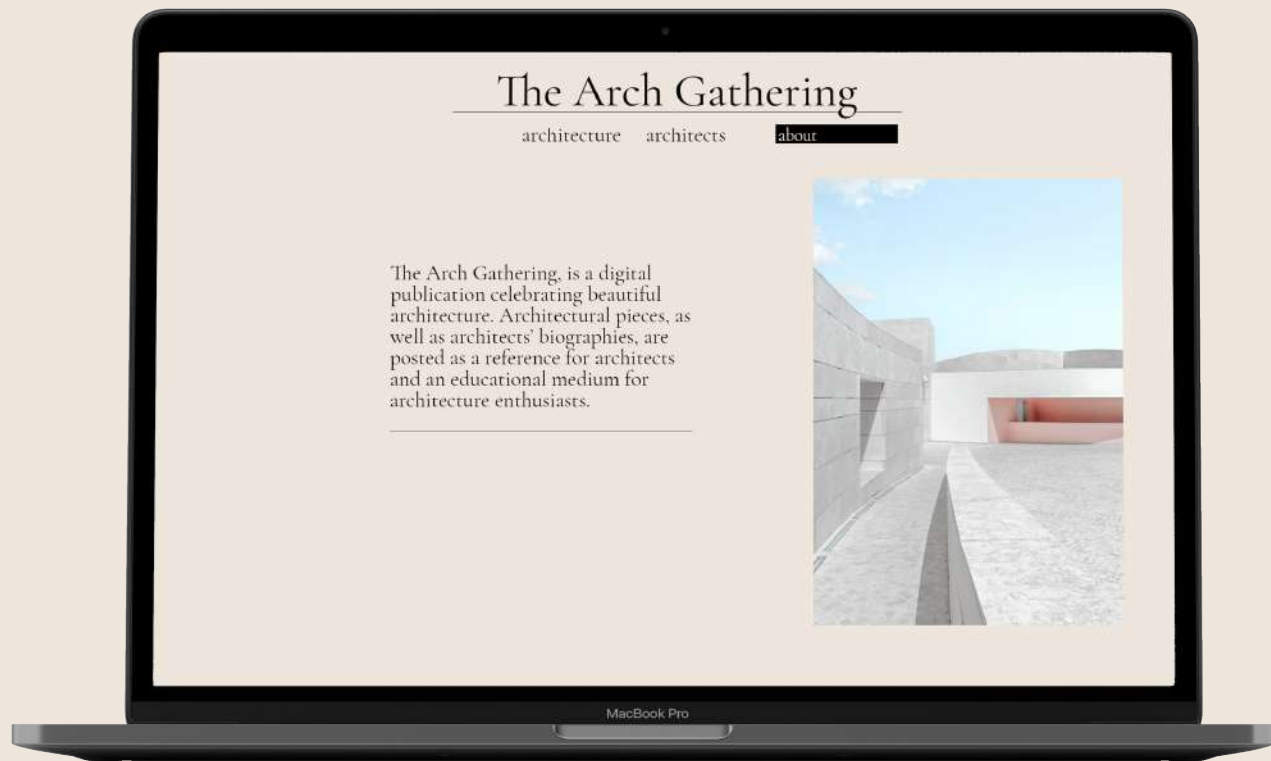 The Arch Gathering
architecture architects about
The Arch Gathering, is a digital
publication celebrating beautiful
architecture. Architectural pieces, as
well as architects’ biographies, are
posted as a reference for architects
and an educational medium for
architecture enthusiasts.
MacBook Pro